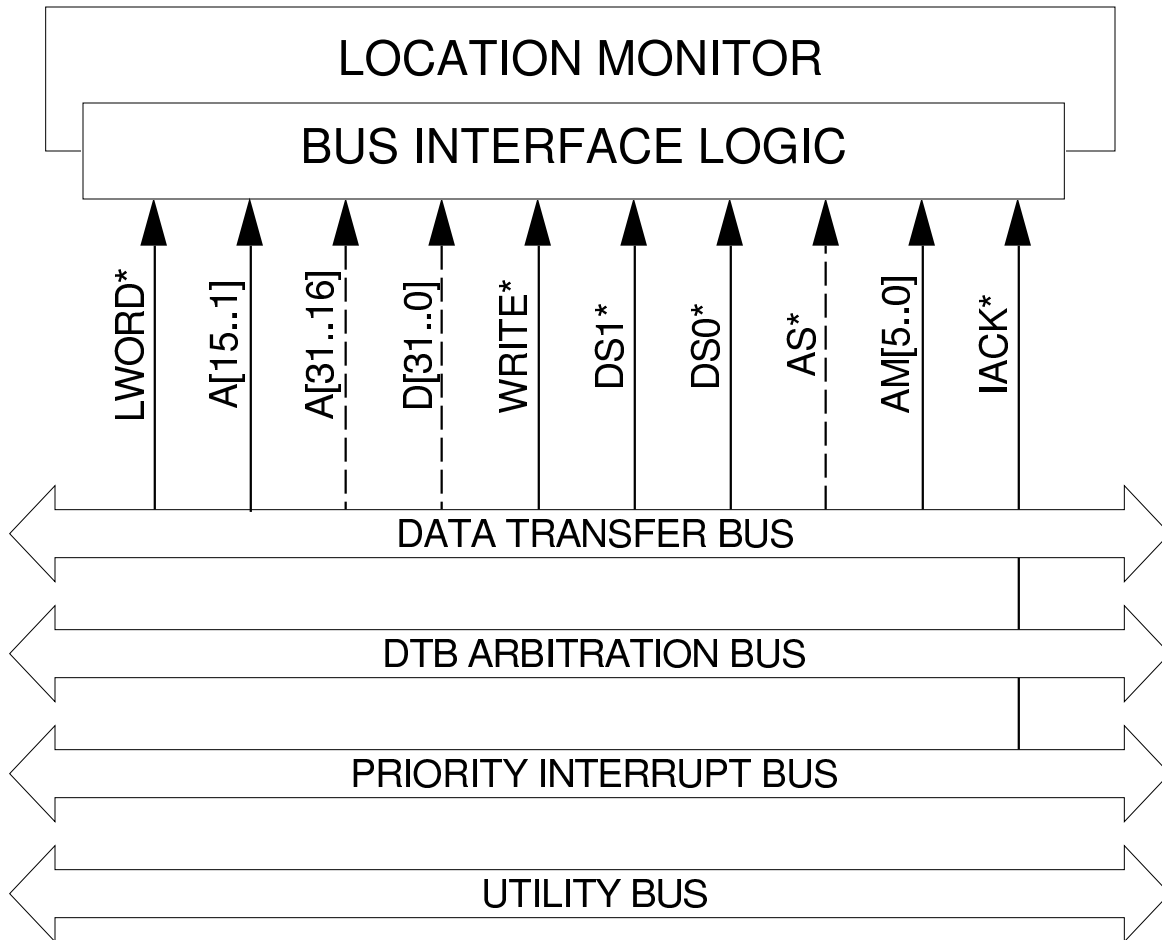 LOCATION MONITOR
BUS INTERFACE LOGIC
LWORD*
A[15..1]
A[31..16]
D[31..0]
WRITE*
DS1*
DS0*
AS*
AM[5..0]
IACK*
DATA TRANSFER BUS
DTB ARBITRATION BUS
PRIORITY INTERRUPT BUS
UTILITY BUS